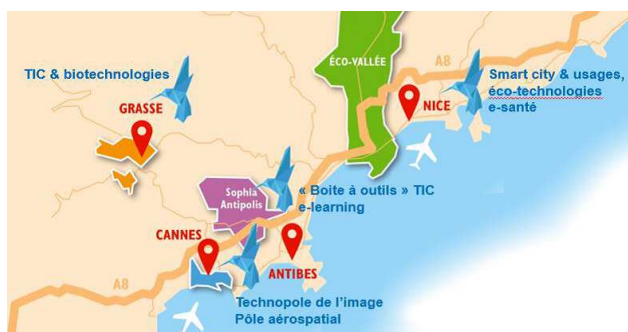 TIC & biotechnologies
GRASSE
ÉCO-VALLÉE
A8
NICE
Smart city & usages,
éco-technologies
e-santé
Sophia
Antipolis
« Boite à outils » TIC
e-learning
CANNES
ANTIBES
A8
Technopole de l'image
Pôle aérospatial